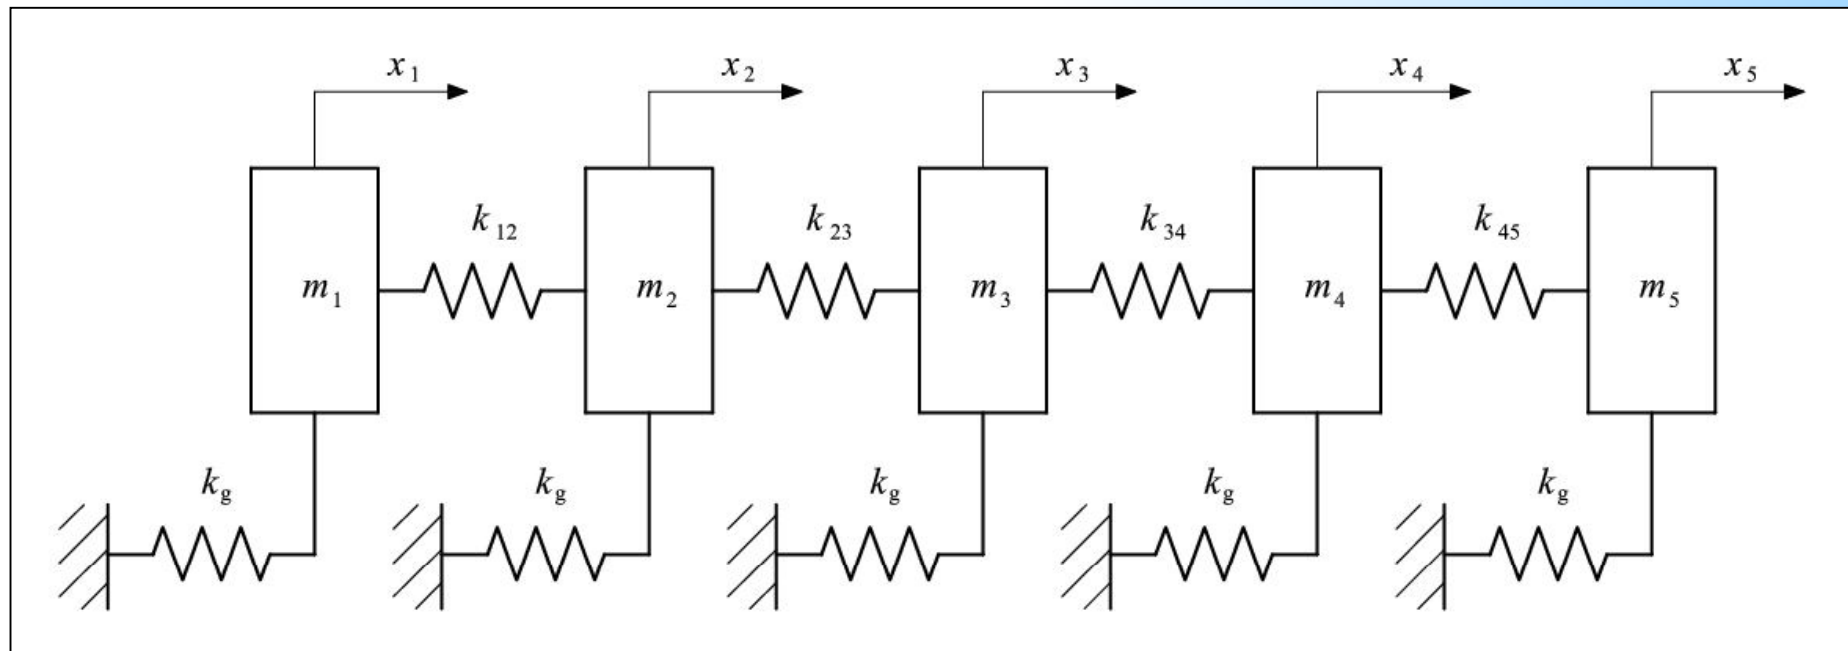 x1 x2 x3 x4 x5
k12 k23 k34 k45
m1 m2 m3 m4 m5
kg kg kg kg kg